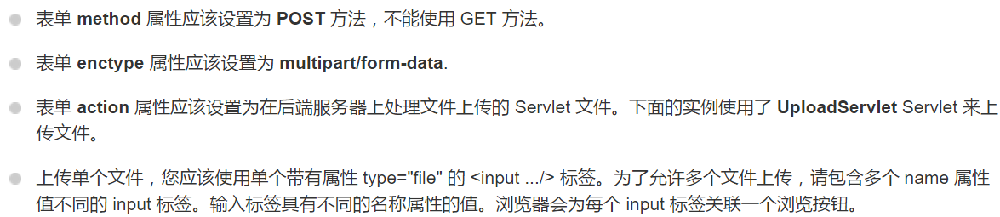 表单 method 属性应该设置为 POST 方法，不能使用 GET 方法。
表单 enctype 属性应该设置为 multipart/form-data.
表单 action 属性应该设置为在后端服务器上处理文件上传的 Servlet 文件。下面的实例使用了 UploadServlet Servlet 来上
传文件。
上传单个文件，您应该使用单个带有属性 type="file" 的 <input .../> 标签。为了允许多个文件上传，请包含多个 name 属性
值不同的 input 标签。输入标签具有不同的名称属性的值。浏览器会为每个 input 标签关联一个浏览按钮。